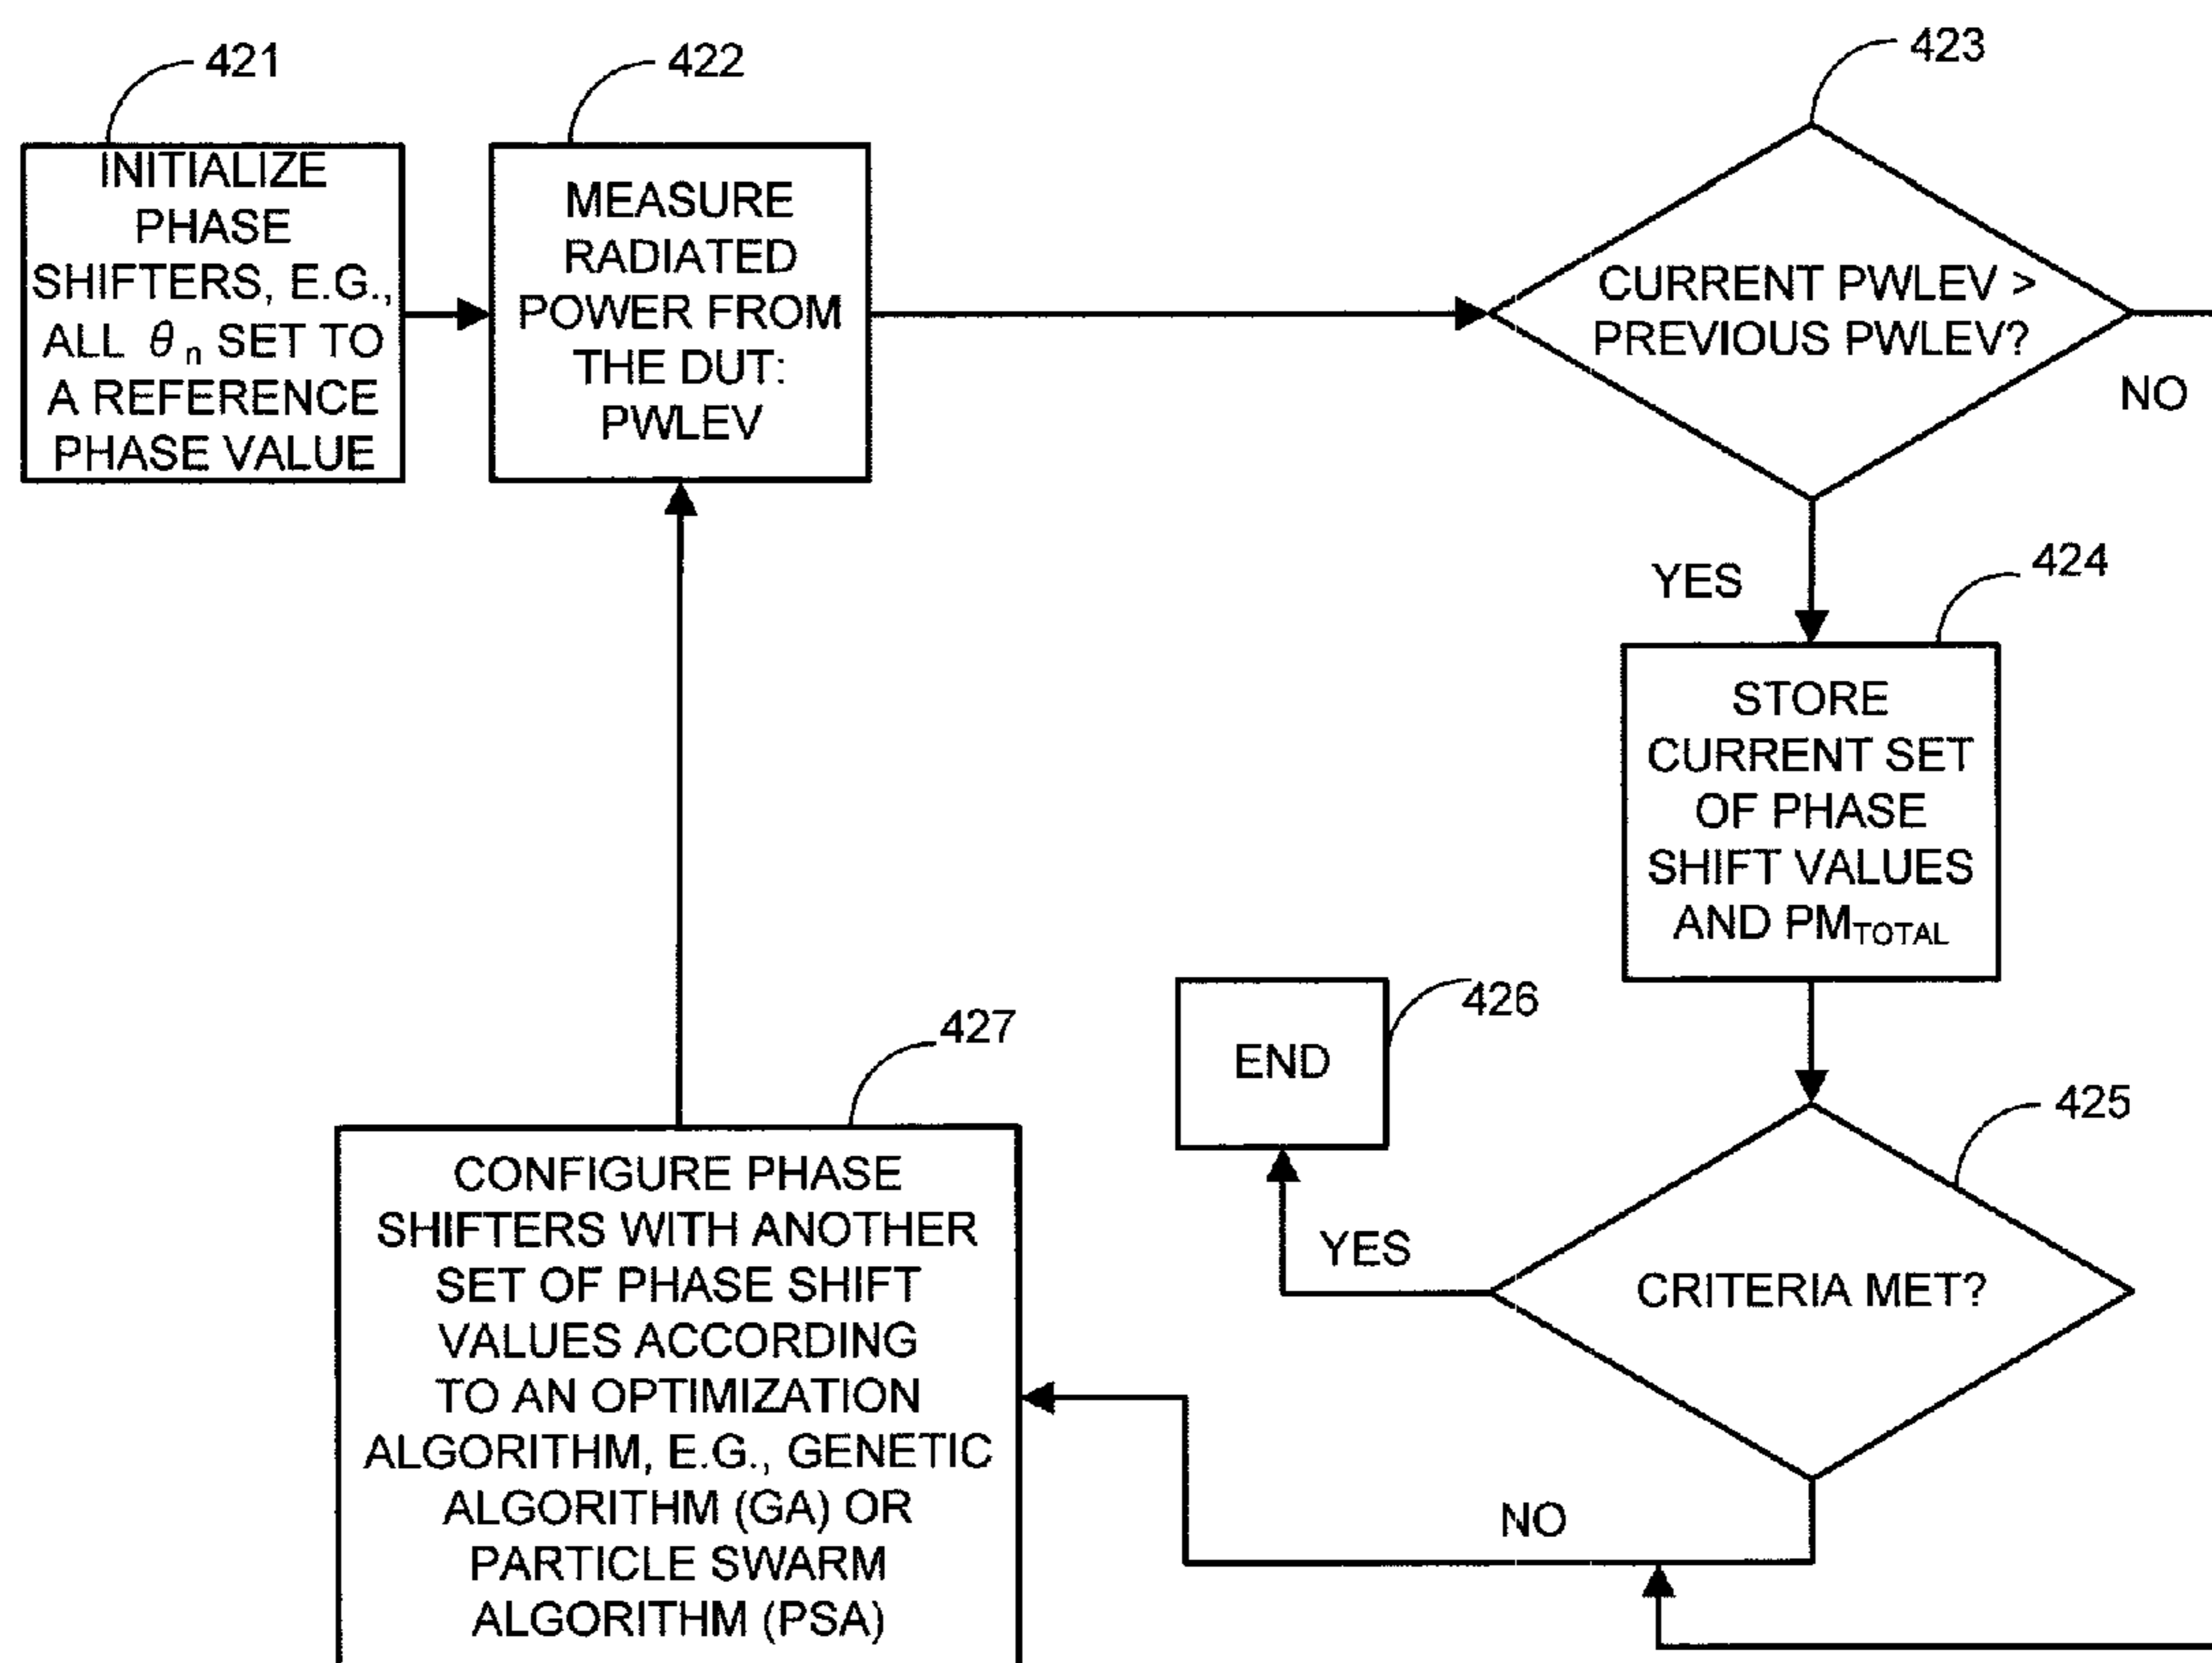 421
INITIALIZE
PHASE
SHIFTERS, E.G.,
ALL θn SET TO
A REFERENCE
PHASE VALUE
422
MEASURE
RADIATED
POWER FROM
THE DUT:
PWLEV
423
CURRENT PWLEV >
PREVIOUS PWLEV?
NO
YES
424
STORE
CURRENT SET
OF PHASE
SHIFT VALUES
AND PMTOTAL
425
CRITERIA MET?
YES
426
END
NO
427
CONFIGURE PHASE
SHIFTERS WITH ANOTHER
SET OF PHASE SHIFT
VALUES ACCORDING
TO AN OPTIMIZATION
ALGORITHM, E.G., GENETIC
ALGORITHM (GA) OR
PARTICLE SWARM
ALGORITHM (PSA)